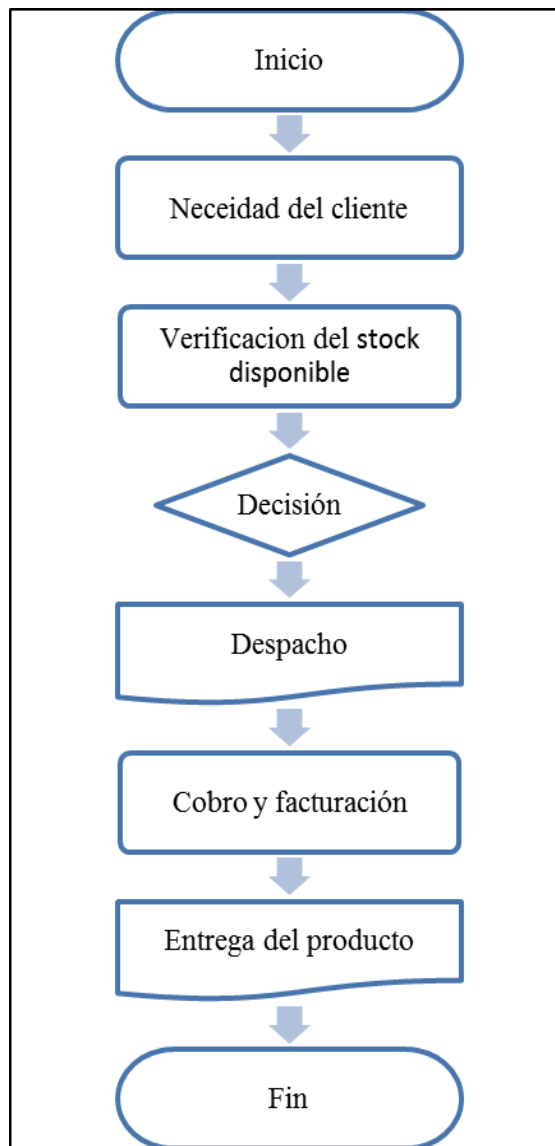 Inicio
Neceidad del cliente
Verificacion del stock
disponible
Decisión
Despacho
Cobro y facturación
Entrega del producto
Fin